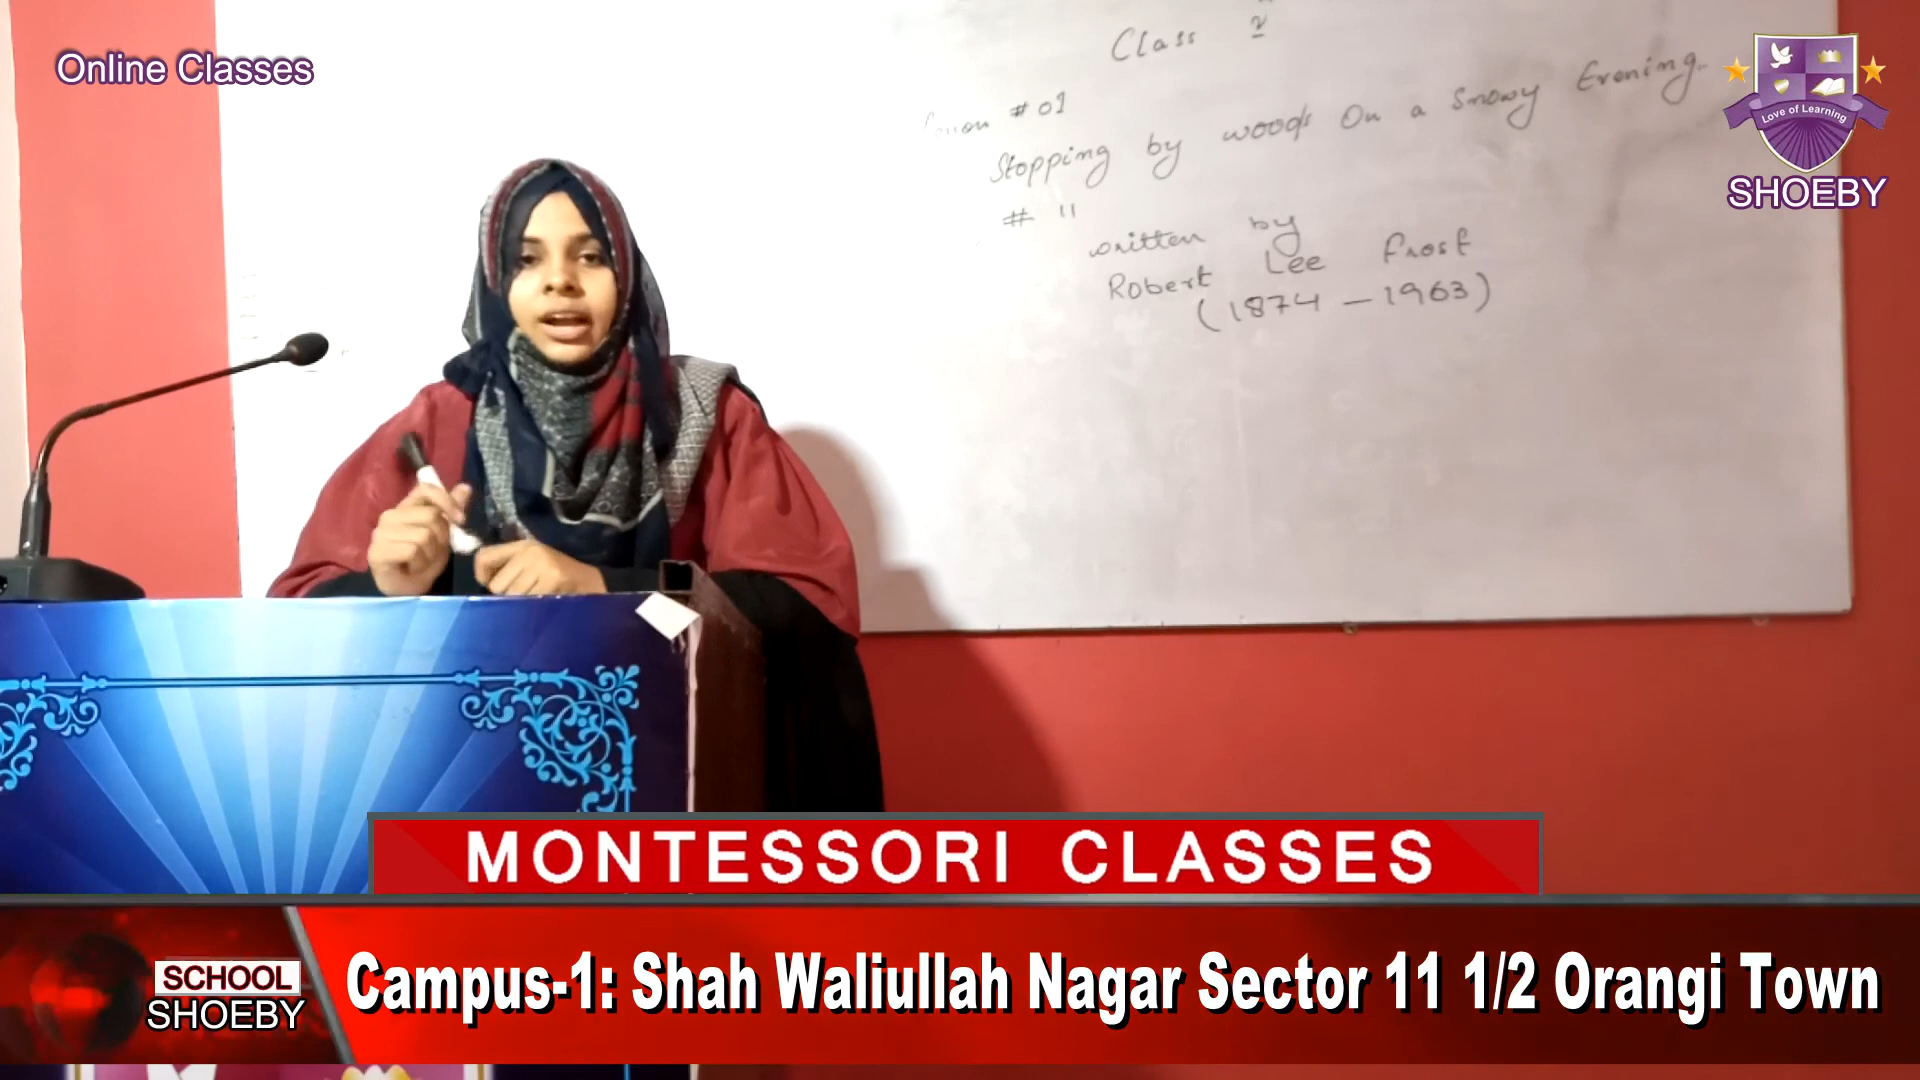 Online Classes
Class
# 01
Stopping by woods On a Snowy Evening.
# 11
written by
Robert Lee Frost
(1874 – 1963)
Love of Learning
SHOEBY
MONTESSORI CLASSES
SCHOOL
SHOEBY
Campus-1: Shah Waliullah Nagar Sector 11 1/2 Orangi Town